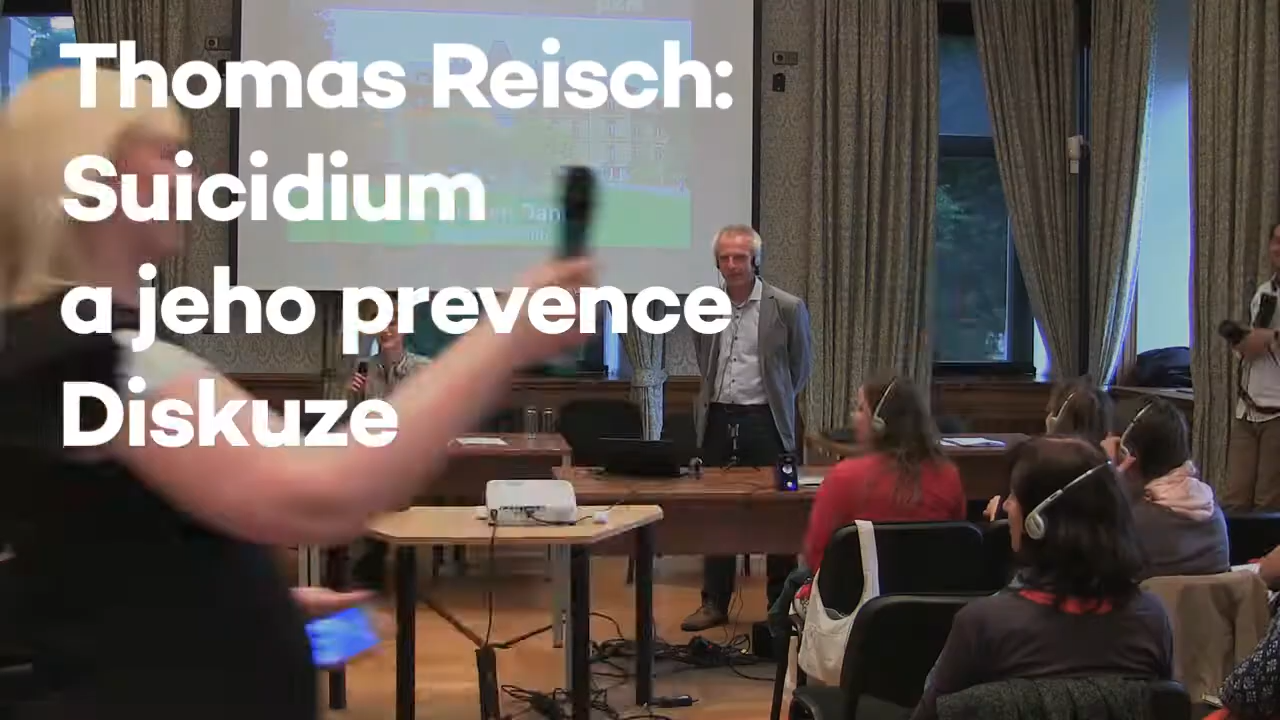 Thomas Reisch:
Suicidium
a jeho prevence
Diskuze